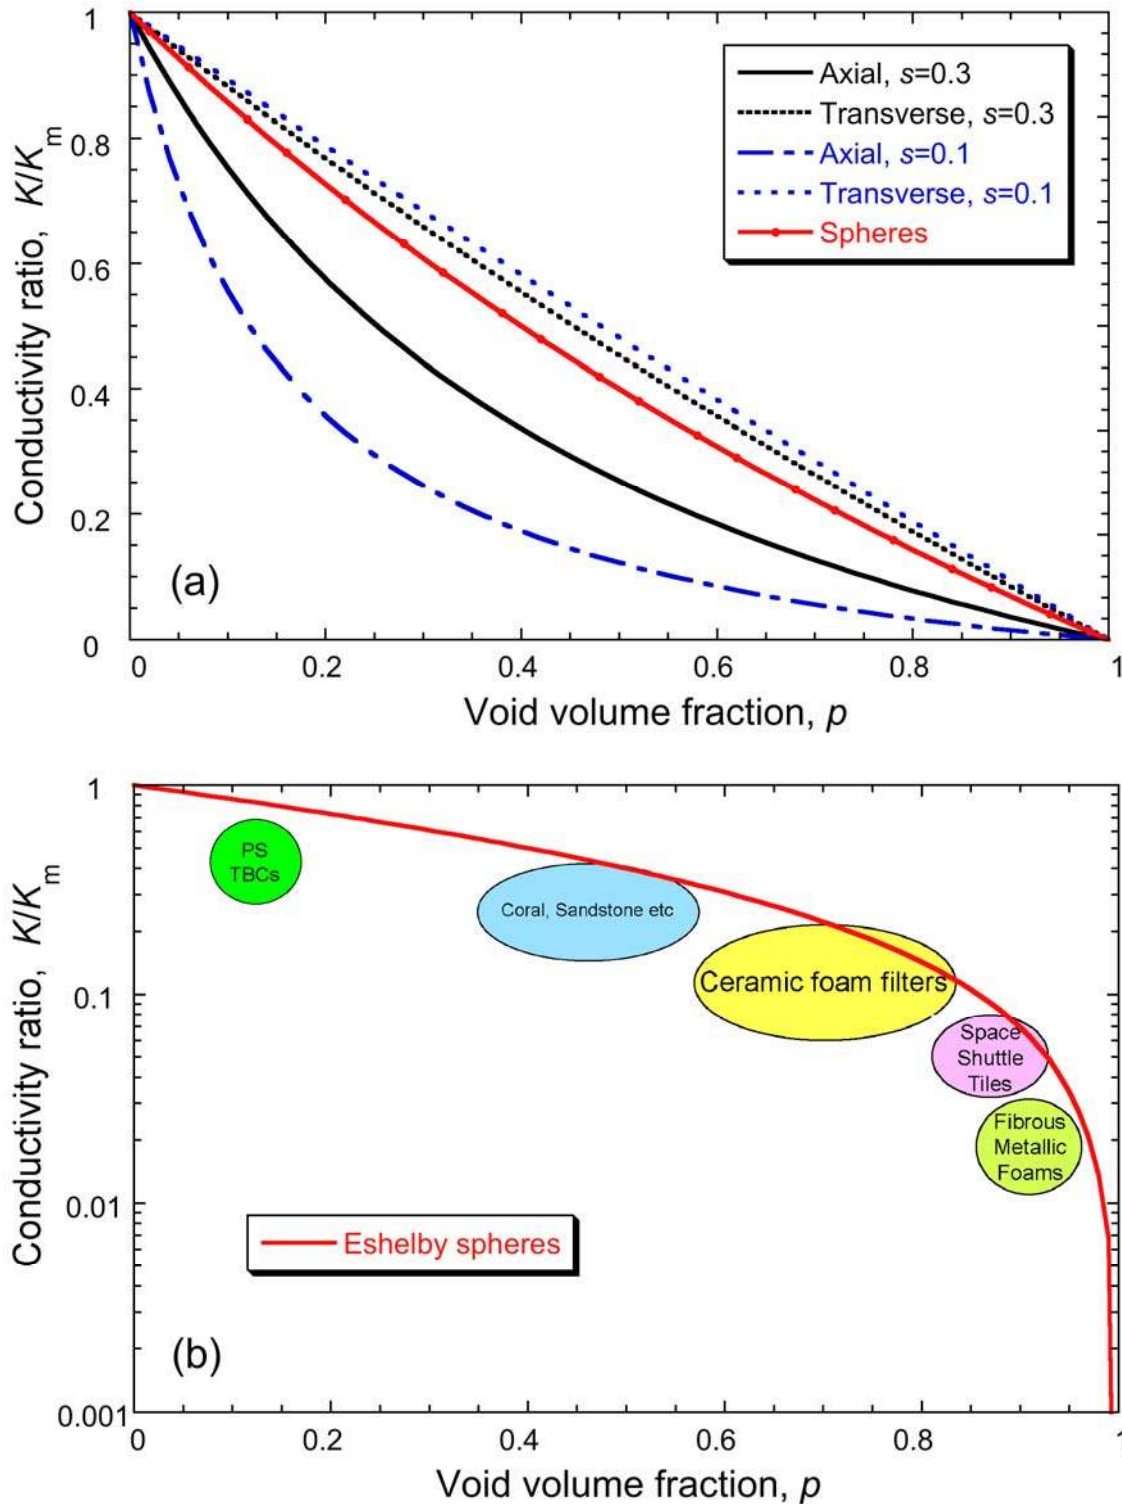 1
0.8
0.6
0.4
0.2
0
Conductivity ratio, K/Km
Axial, s=0.3
Transverse, s=0.3
Axial, s=0.1
Transverse, s=0.1
Spheres
(a)
0 0.2 0.4 0.6 0.8 1
Void volume fraction, p
1
0.1
0.01
0.001
Conductivity ratio, K/Km
PS
TBCs
Coral, Sandstone etc
Ceramic foam filters
Space
Shuttle
Tiles
Fibrous
Metallic
Foams
Eshelby spheres
(b)
0 0.2 0.4 0.6 0.8 1
Void volume fraction, p